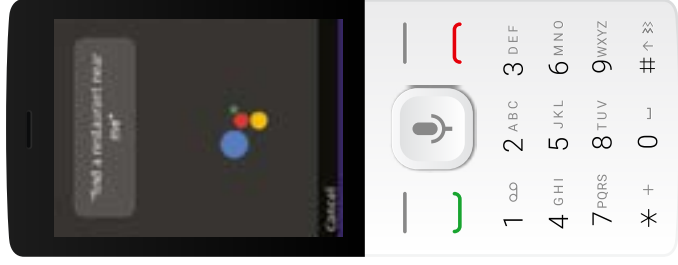 "find a restaurant near
me"
Cancel
1
2 ABC
3 DEF
4 GHI
5 JKL
6 MNO
7 PQRS
8 TUV
9 WXYZ
* +
0
#